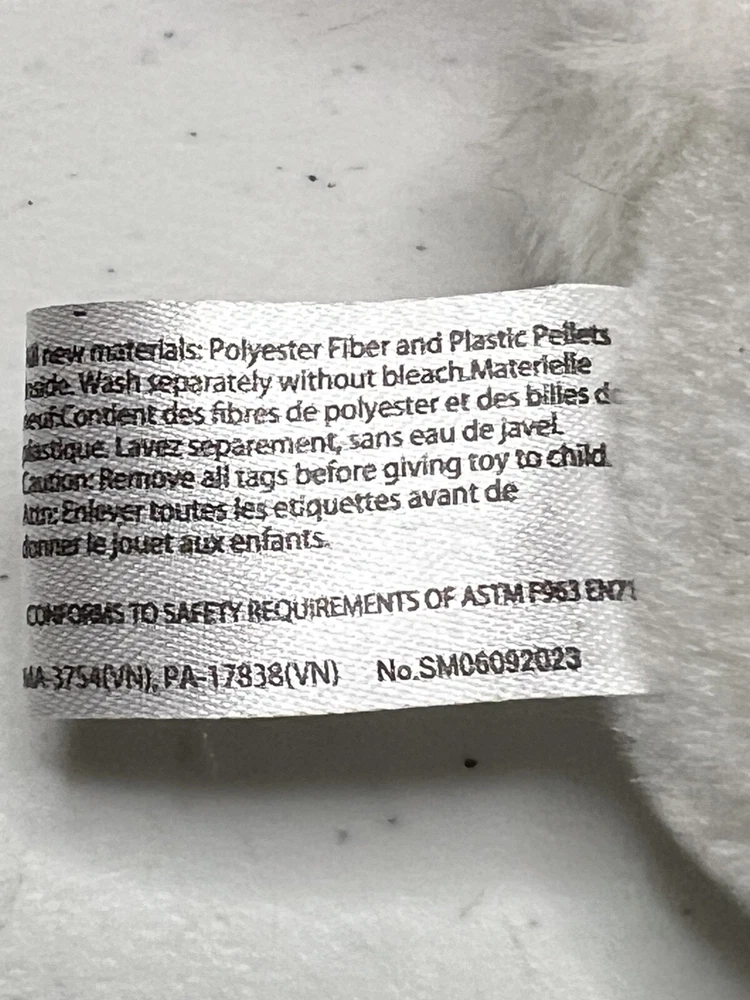 new materials: Polyester Fiber and Plastic Pellets
made. Wash separately without bleach.Materielle
neuf:Contient des fibres de polyester et des billes de
plastique. Lavez separement, sans eau de javel.
Caution: Remove all tags before giving toy to child.
Attn: Enlever toutes les etiquettes avant de
donner le jouet aux enfants.
CONFORMS TO SAFETY REQUIREMENTS OF ASTM F963 EN71
MA-3754(VN), PA-17838(VN) No.SM06092023